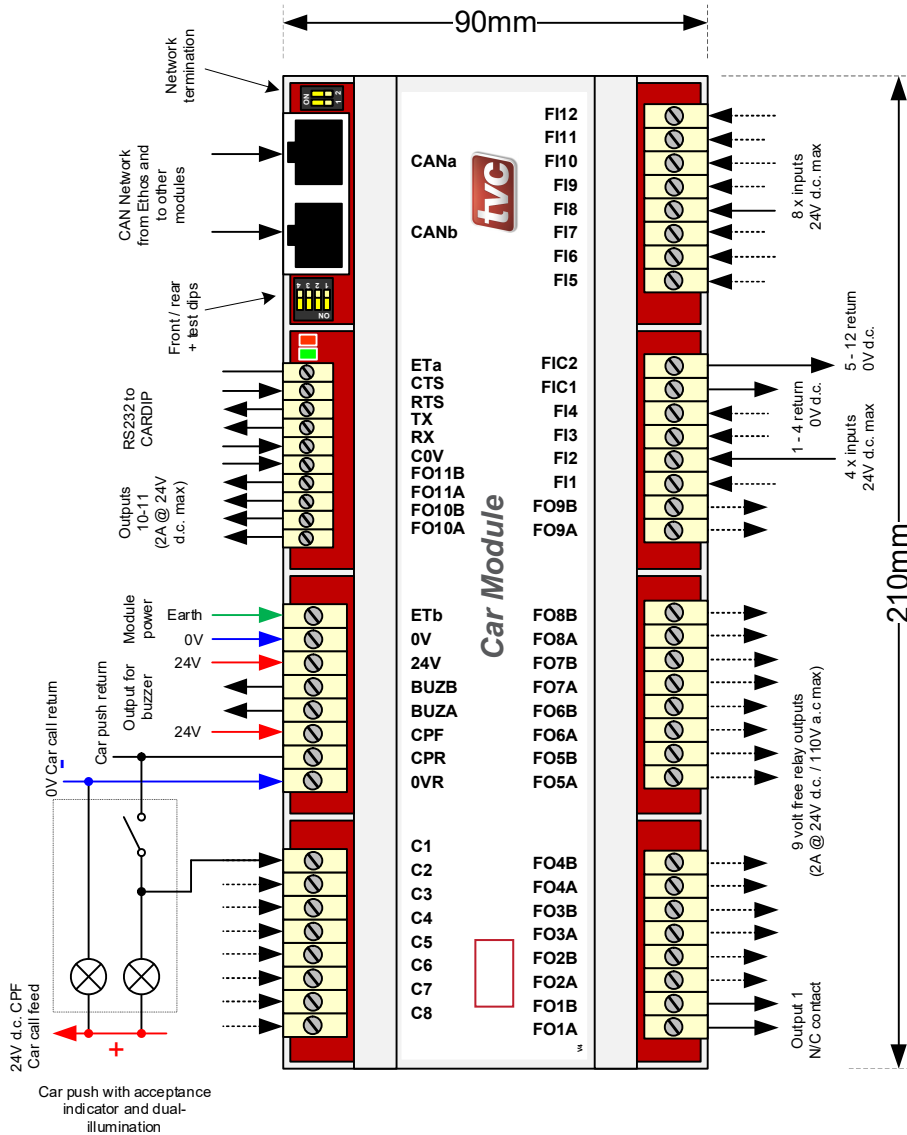 90mm
Network
termination
ON
1 2
CAN Network
from Ethos and
to other
modules
CANa
CANb
tvc
FI12
FI11
FI10
FI9
FI8
FI7
FI6
FI5
8 x inputs
24V d.c. max
Front / rear
+ test dips
1 2 3 4
ON
RS232 to
CARDIP
Outputs
10-11
(2A @ 24V
d.c. max)
ETa
CTS
RTS
TX
RX
C0V
FO11B
FO11A
FO10B
FO10A
FIC2
FIC1
FI4
FI3
FI2
FI1
FO9B
FO9A
5 - 12 return
0V d.c.
1 - 4 return
0V d.c.
4 x inputs
24V d.c. max
Car Module
210mm
Module
power
Earth
0V
24V
Output for
buzzer
24V
Car push return
0V Car call return
-
ETb
0V
24V
BUZB
BUZA
CPF
CPR
0VR
FO8B
FO8A
FO7B
FO7A
FO6B
FO6A
FO5B
FO5A
9 volt free relay outputs
(2A @ 24V d.c. / 110V a.c max)
C1
C2
C3
C4
C5
C6
C7
C8
FO4B
FO4A
FO3B
FO3A
FO2B
FO2A
FO1B
FO1A
Output 1
N/C contact
24V d.c. CPF
Car call feed
+
Car push with acceptance
indicator and dual-
illumination